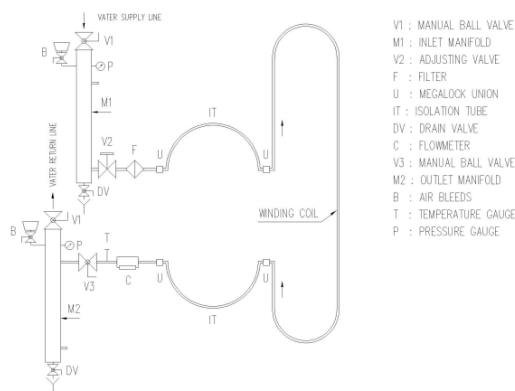 VATER SUPPLY LINE
V1
B
P
IT
M1
V2
F
U
U
DV
VATER RETURN LINE
V1
B
P
WINDING COIL
T
T
U
U
V3
C
M2
IT
DV
V1 : MANUAL BALL VALVE
M1 : INLET MANIFOLD
V2 : ADJUSTING VALVE
F : FILTER
U : MEGALOCK UNION
IT : ISOLATION TUBE
DV : DRAIN VALVE
C : FLOWMETER
V3 : MANUAL BALL VALVE
M2 : OUTLET MANIFOLD
B : AIR BLEEDS
T : TEMPERATURE GAUGE
P : PRESSURE GAUGE